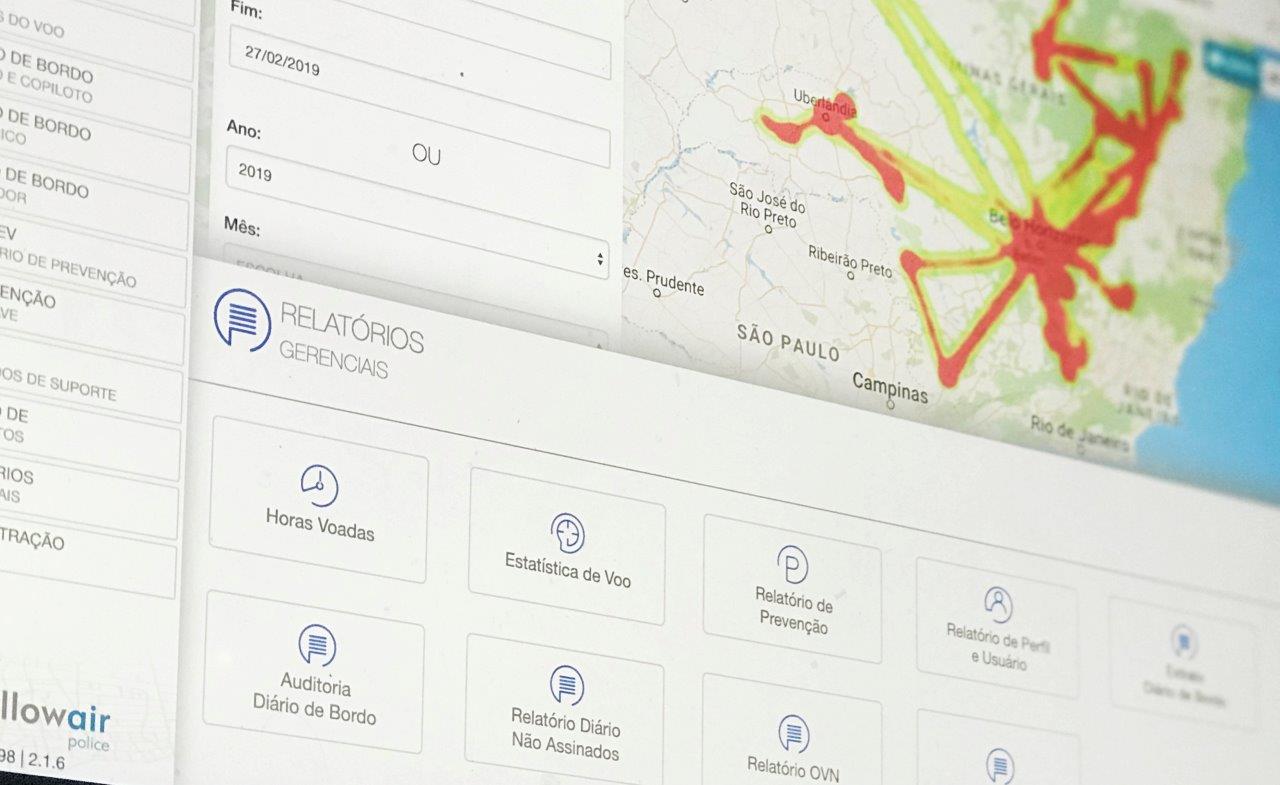 DO VOO
DE BORDO
E COPILOTO
DE BORDO
ICO
DE BORDO
DOR
EV
RIO DE PREVENÇÃO
ENÇÃO
VE
OS DE SUPORTE
DE
TOS
RIOS
AIS
TRAÇÃO
llowair
police
98 | 2.1.6
Fim:
27/02/2019
OU
Ano:
2019
Mês:
MINAS GERAIS
Uberlândia
São José do
Rio Preto
Belo Horizonte
Ribeirão Preto
es. Prudente
SÃO PAULO
Campinas
RIO DE
JANEIRO
Rio de Janeiro
RELATÓRIOS
GERENCIAIS
Horas Voadas
Estatística de Voo
Relatório de
Prevenção
Relatório de Perfil
e Usuário
Extrato
Diário de Bordo
Auditoria
Diário de Bordo
Relatório Diário
Não Assinados
Relatório OVN